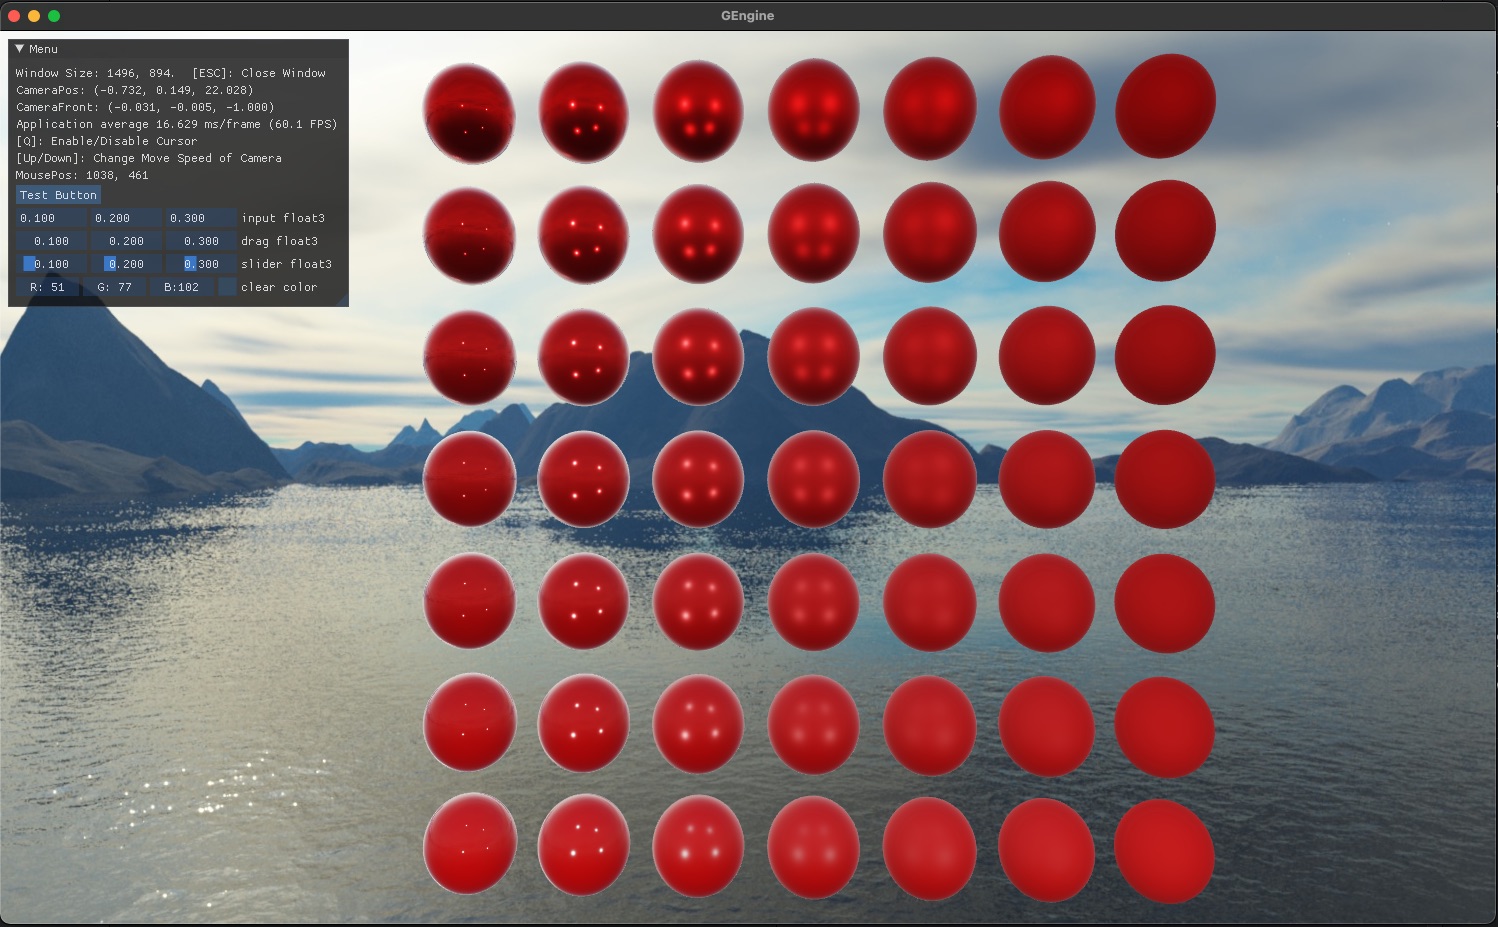 GEngine
Menu
Window Size: 1496, 894.  [ESC]: Close Window
CameraPos: (-0.732, 0.149, 22.028)
CameraFront: (-0.031, -0.005, -1.000)
Application average 16.629 ms/frame (60.1 FPS)
[Q]: Enable/Disable Cursor
[Up/Down]: Change Move Speed of Camera
MousePos: 1038, 461
Test Button
0.100 0.200 0.300 input float3
0.100 0.200 0.300 drag float3
0.100 0.200 0.300 slider float3
R: 51 G: 77 B:102 clear color